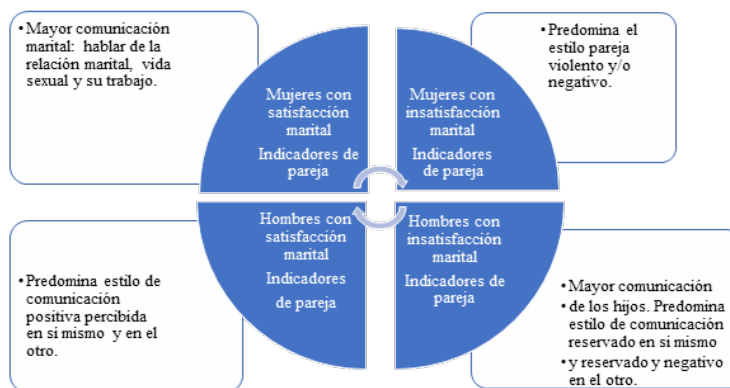 •Mayor comunicación
marital: hablar de la
relación marital, vida
sexual y su trabajo.
Mujeres con
satisfacción
marital
Indicadores de
pareja
Mujeres con
insatisfacción
marital
Indicadores
de pareja
•Predomina el
estilo pareja
violento y/o
negativo.
•Predomina estilo de
comunicación
positiva percibida
en sí mismo y en el
otro.
Hombres con
satisfacción
marital
Indicadores
de pareja
Hombres con
insatisfacción
marital
Indicadores de
pareja
•Mayor comunicación
•de los hijos. Predomina
estilo de comunicación
reservado en si mismo
•y reservado y negativo
en el otro.